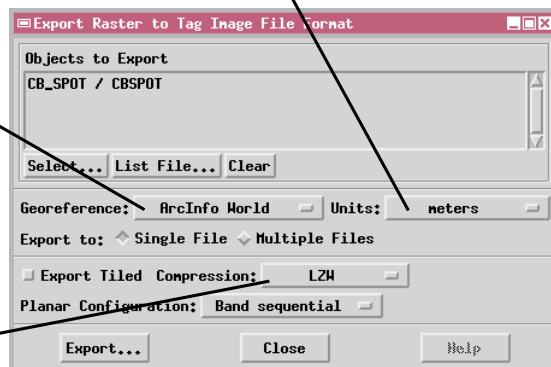 Export Raster to Tag Image File Format
Objects to Export
CB_SPOT / CBSPOT
Select... List File... Clear
Georeference: ArcInfo World Units: meters
Export to: Single File Multiple Files
Export Tiled Compression: LZW
Planar Configuration: Band sequential
Export... Close Help